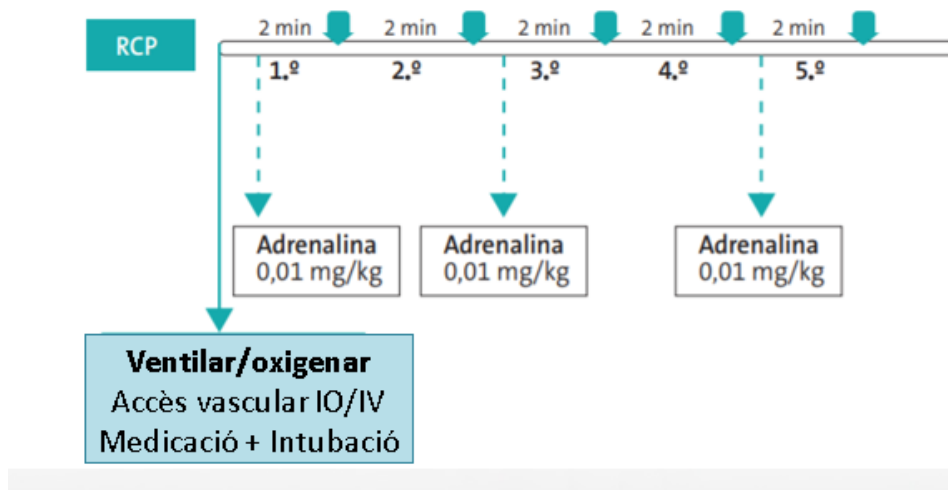 RCP
2 min 2 min 2 min 2 min 2 min
1.º 2.º 3.º 4.º 5.º
Adrenalina
0,01 mg/kg
Adrenalina
0,01 mg/kg
Adrenalina
0,01 mg/kg
Ventilar/oxigenar
Accès vascular IO/IV
Medicació + Intubació